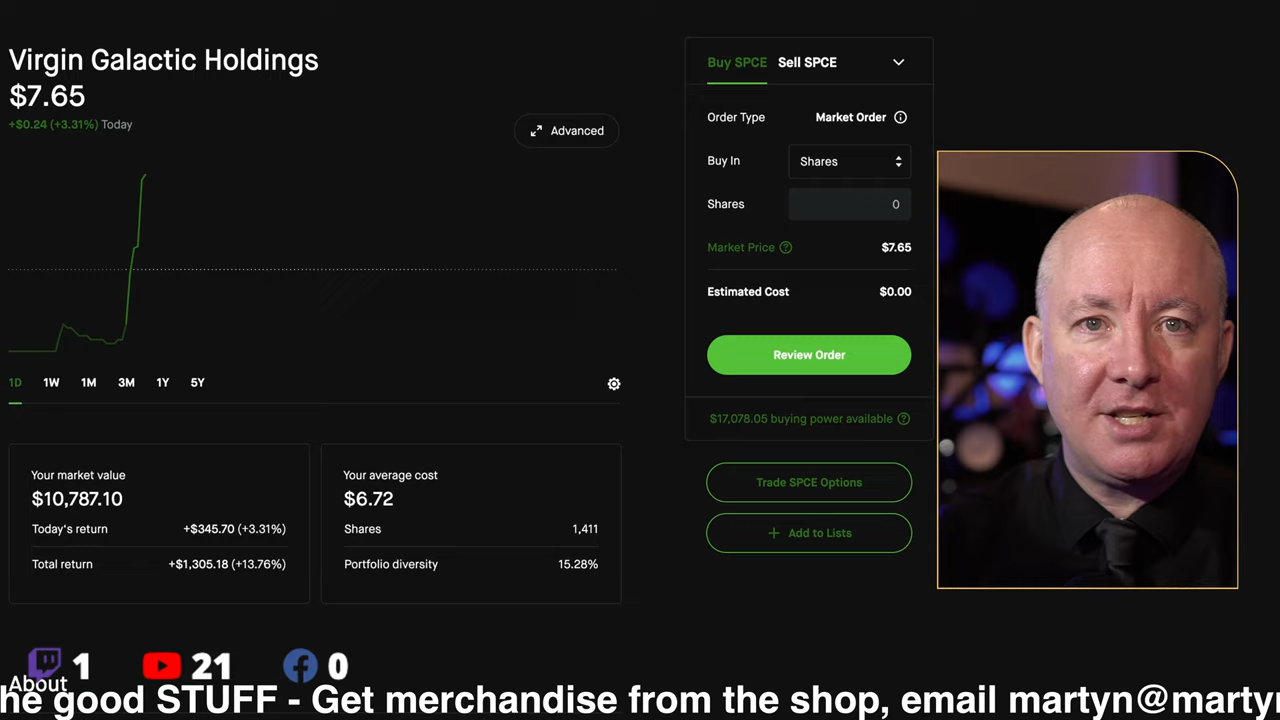 Virgin Galactic Holdings
$7.65
+$0.24 (+3.31%) Today
Advanced
1D 1W 1M 3M 1Y 5Y
Your market value
$10,787.10
Today's return +$345.70 (+3.31%)
Total return +$1,305.18 (+13.76%)
Your average cost
$6.72
Shares 1,411
Portfolio diversity 15.28%
Buy SPCE Sell SPCE
Order Type Market Order
Buy In Shares
Shares 0
Market Price $7.65
Estimated Cost $0.00
Review Order
$17,078.05 buying power available
Trade SPCE Options
+ Add to Lists
1 21 0
About
he good STUFF - Get merchandise from the shop, email martyn@marty